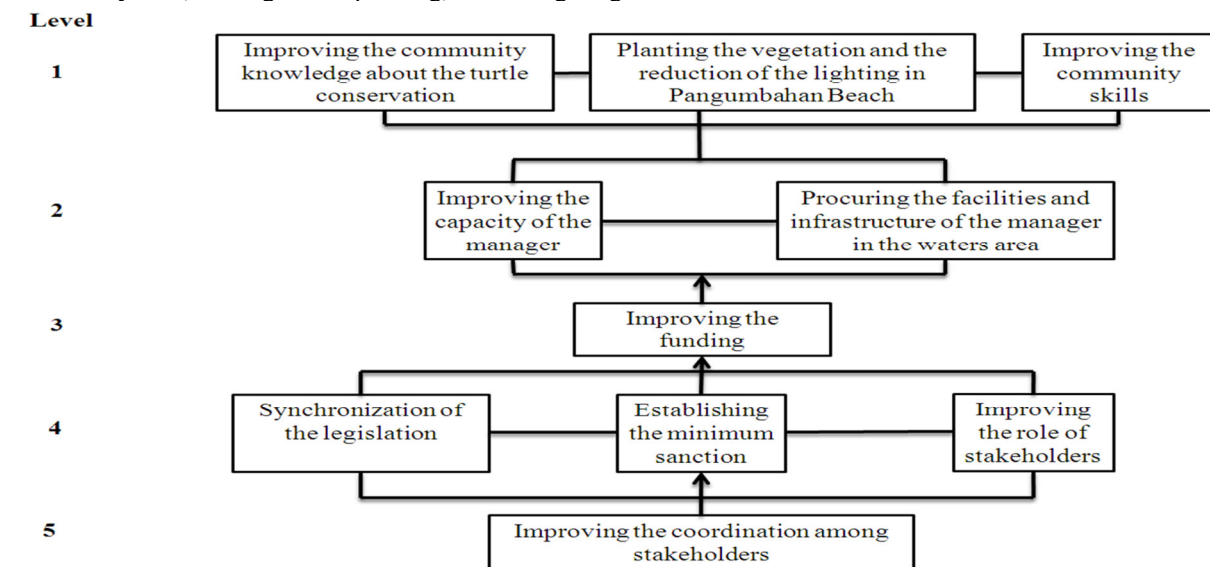 Level
1
Improving the community
knowledge about the turtle
conservation
Planting the vegetation and the
reduction of the lighting in
Pangumbahan Beach
Improving the
community
skills
2
Improving the
capacity of the
manager
Procuring the facilities and
infrastructure of the manager
in the waters area
3
Improving the
funding
4
Synchronization of
the legislation
Establishing
the minimum
sanction
Improving
the role of
stakeholders
5
Improving the coordination among
stakeholders